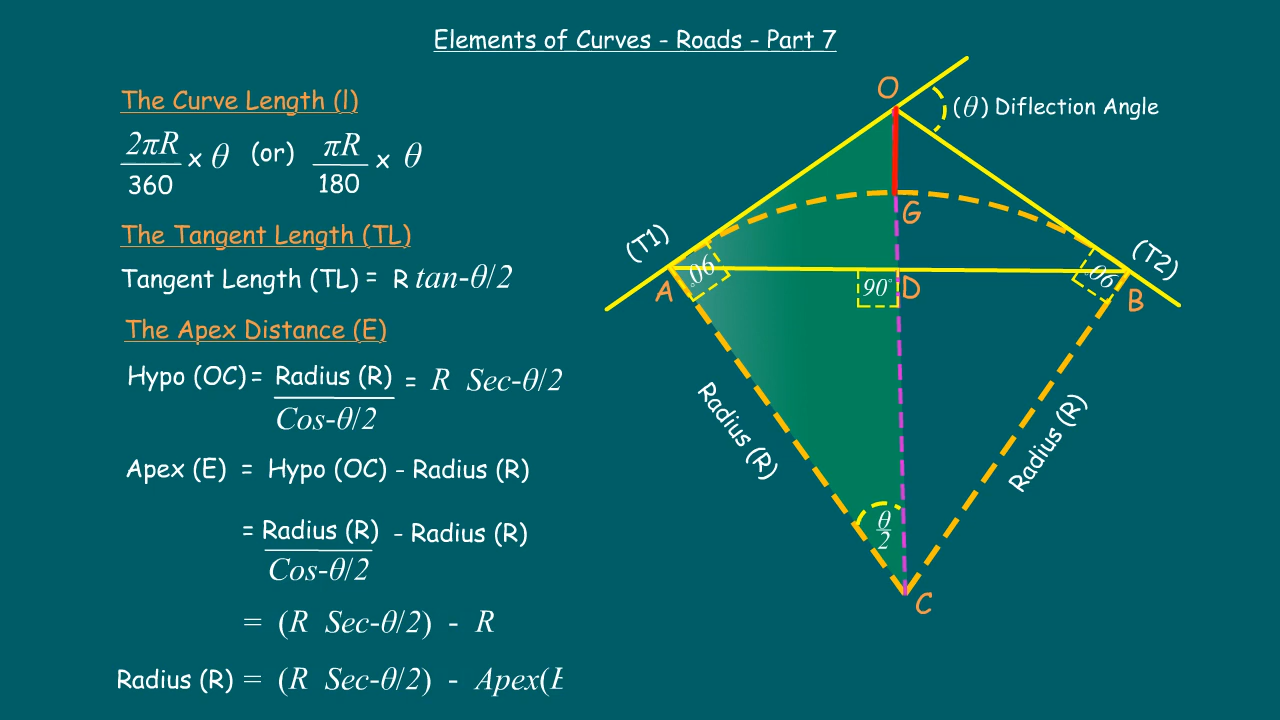 Elements of Curves - Roads - Part 7
The Curve Length (l)
2πR/360 x θ (or) πR/180 x θ
The Tangent Length (TL)
Tangent Length (TL) = R tan-θ/2
The Apex Distance (E)
Hypo (OC) = Radius (R)/Cos-θ/2 = R Sec-θ/2
Apex (E) = Hypo (OC) - Radius (R)
= Radius (R)/Cos-θ/2 - Radius (R)
= (R Sec-θ/2) - R
Radius (R) = (R Sec-θ/2) - Apex(E
O
(θ) Diflection Angle
G
(T1)
(T2)
90°
90°
A
90°
D
B
Radius (R)
Radius (R)
θ/2
C